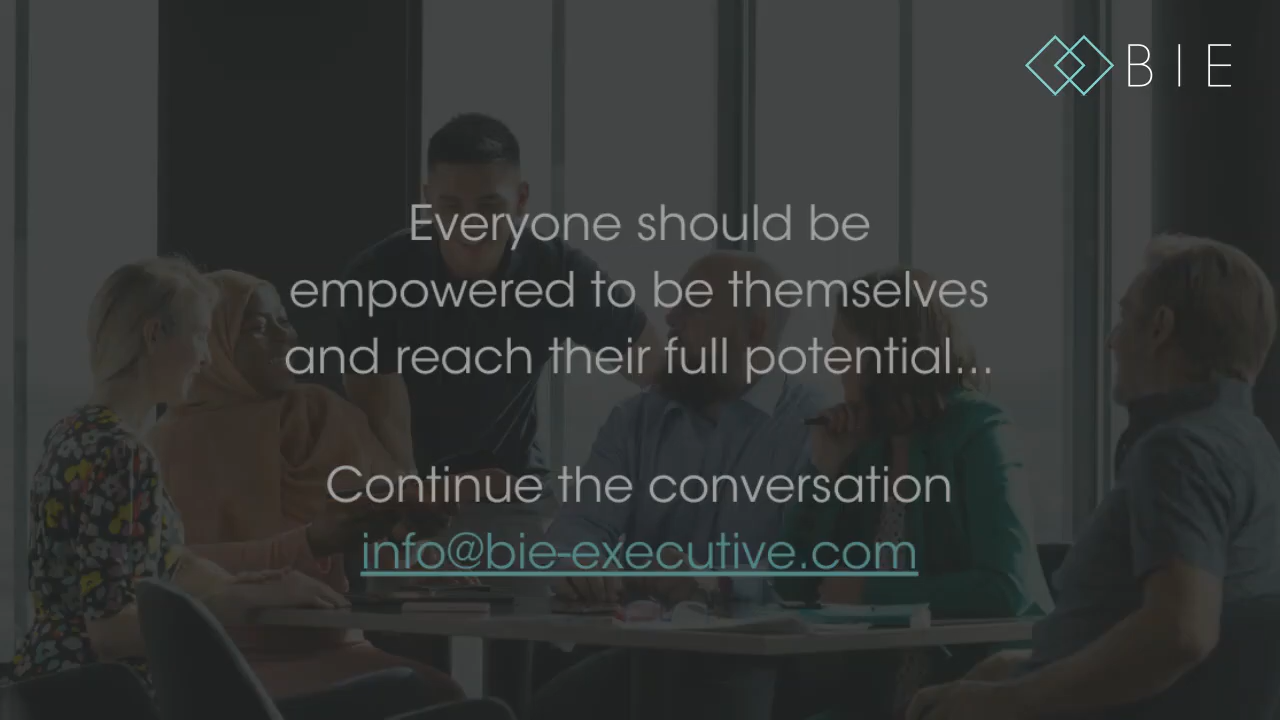 BIE
Everyone should be
empowered to be themselves
and reach their full potential...
Continue the conversation
info@bie-executive.com